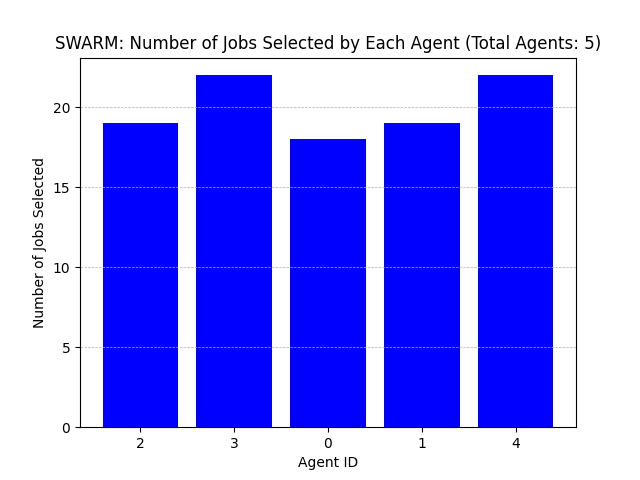 SWARM: Number of Jobs Selected by Each Agent (Total Agents: 5)
Number of Jobs Selected
20
15
10
5
0
2 3 0 1 4
Agent ID